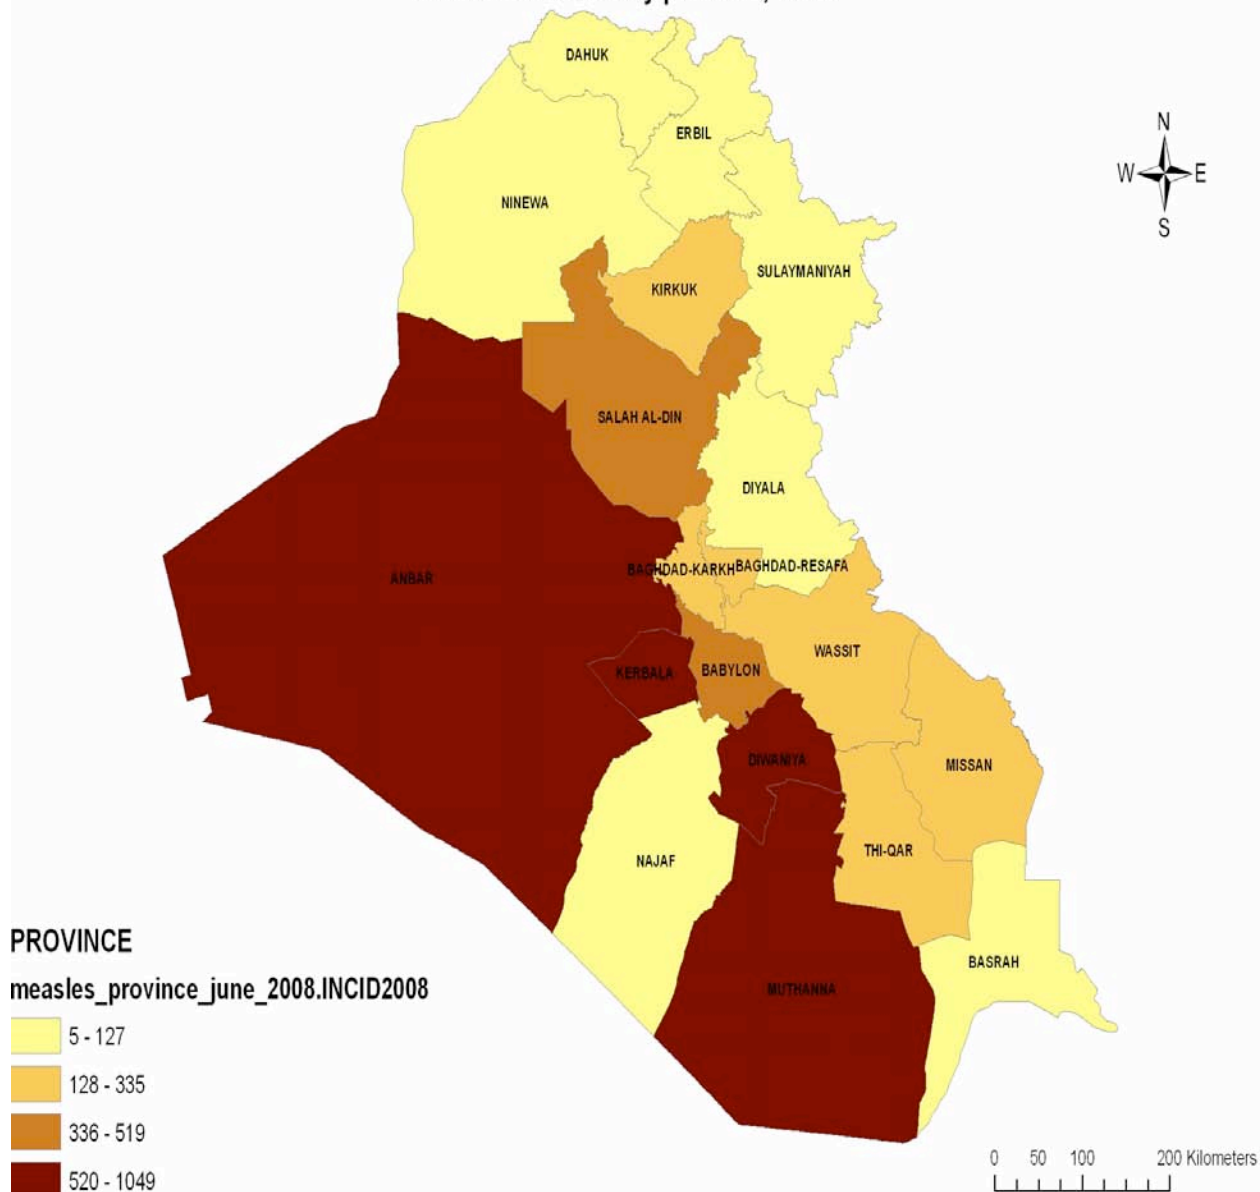 DAHUK
N
ERBIL
W E
NINEWA
S
SULAYMANIYAH
KIRKUK
SALAH AL-DIN
DIYALA
BAGHDAD-KARKH BAGHDAD-RESAFA
ANBAR
WASSIT
KERBALA BABYLON
DIWANIYA MISSAN
THI-QAR
NAJAF
PROVINCE
BASRAH
measles_province_june_2008.INCID2008
MUTHANNA
5 - 127
128 - 335
336 - 519
520 - 1049
0 50 100 200 Kilometers